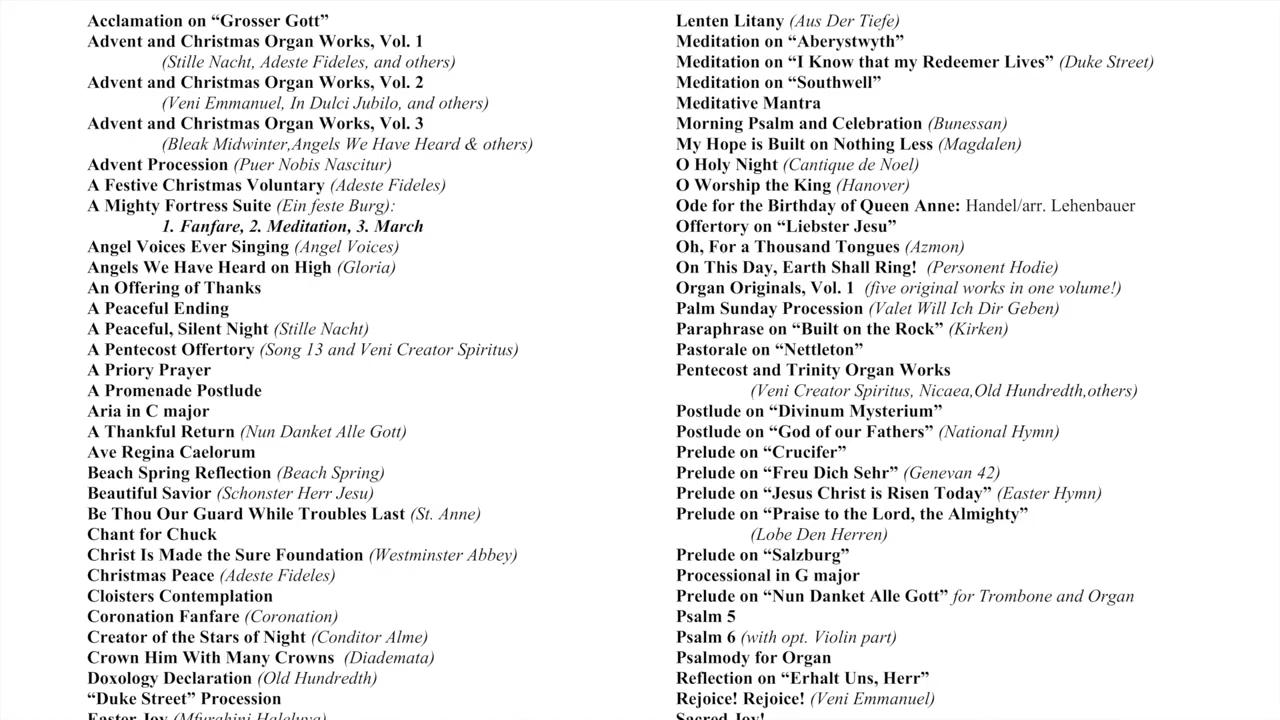 Acclamation on “Grosser Gott”
Advent and Christmas Organ Works, Vol. 1
(Stille Nacht, Adeste Fideles, and others)
Advent and Christmas Organ Works, Vol. 2
(Veni Emmanuel, In Dulci Jubilo, and others)
Advent and Christmas Organ Works, Vol. 3
(Bleak Midwinter,Angels We Have Heard & others)
Advent Procession (Puer Nobis Nascitur)
A Festive Christmas Voluntary (Adeste Fideles)
A Mighty Fortress Suite (Ein feste Burg):
1. Fanfare, 2. Meditation, 3. March
Angel Voices Ever Singing (Angel Voices)
Angels We Have Heard on High (Gloria)
An Offering of Thanks
A Peaceful Ending
A Peaceful, Silent Night (Stille Nacht)
A Pentecost Offertory (Song 13 and Veni Creator Spiritus)
A Priory Prayer
A Promenade Postlude
Aria in C major
A Thankful Return (Nun Danket Alle Gott)
Ave Regina Caelorum
Beach Spring Reflection (Beach Spring)
Beautiful Savior (Schonster Herr Jesu)
Be Thou Our Guard While Troubles Last (St. Anne)
Chant for Chuck
Christ Is Made the Sure Foundation (Westminster Abbey)
Christmas Peace (Adeste Fideles)
Cloisters Contemplation
Coronation Fanfare (Coronation)
Creator of the Stars of Night (Conditor Alme)
Crown Him With Many Crowns (Diademata)
Doxology Declaration (Old Hundredth)
“Duke Street” Procession
Easter Joy (Mfurahini Haleluya)
Lenten Litany (Aus Der Tiefe)
Meditation on “Aberystwyth”
Meditation on “I Know that my Redeemer Lives” (Duke Street)
Meditation on “Southwell”
Meditative Mantra
Morning Psalm and Celebration (Bunessan)
My Hope is Built on Nothing Less (Magdalen)
O Holy Night (Cantique de Noel)
O Worship the King (Hanover)
Ode for the Birthday of Queen Anne: Handel/arr. Lehenbauer
Offertory on “Liebster Jesu”
Oh, For a Thousand Tongues (Azmon)
On This Day, Earth Shall Ring! (Personent Hodie)
Organ Originals, Vol. 1 (five original works in one volume!)
Palm Sunday Procession (Valet Will Ich Dir Geben)
Paraphrase on “Built on the Rock” (Kirken)
Pastorale on “Nettleton”
Pentecost and Trinity Organ Works
(Veni Creator Spiritus, Nicaea,Old Hundredth,others)
Postlude on “Divinum Mysterium”
Postlude on “God of our Fathers” (National Hymn)
Prelude on “Crucifer”
Prelude on “Freu Dich Sehr” (Genevan 42)
Prelude on “Jesus Christ is Risen Today” (Easter Hymn)
Prelude on “Praise to the Lord, the Almighty”
(Lobe Den Herren)
Prelude on “Salzburg”
Processional in G major
Prelude on “Nun Danket Alle Gott” for Trombone and Organ
Psalm 5
Psalm 6 (with opt. Violin part)
Psalmody for Organ
Reflection on “Erhalt Uns, Herr”
Rejoice! Rejoice! (Veni Emmanuel)
Sacred Joy!